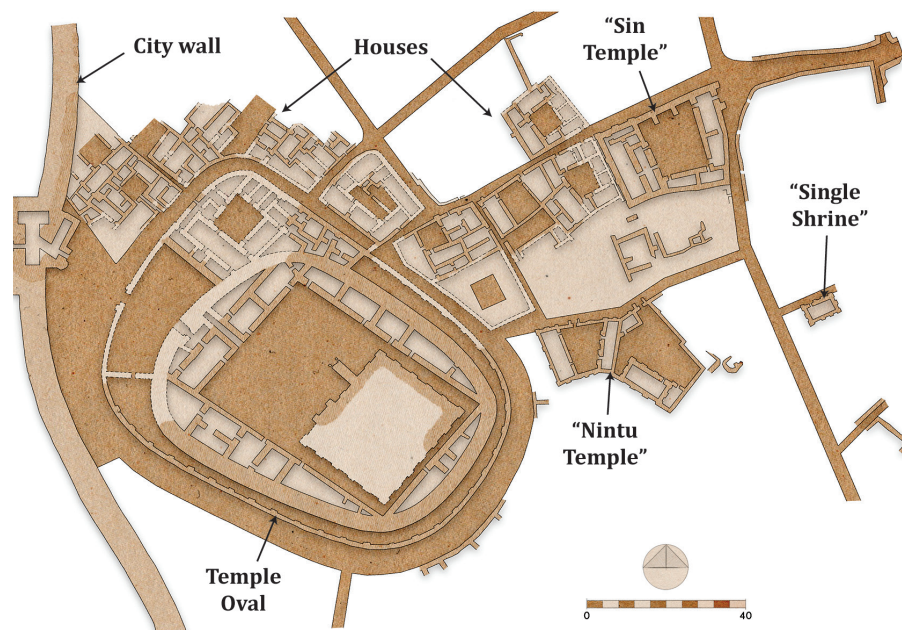 City wall
Houses
“Sin
Temple”
“Single
Shrine”
“Nintu
Temple”
Temple
Oval
0
40